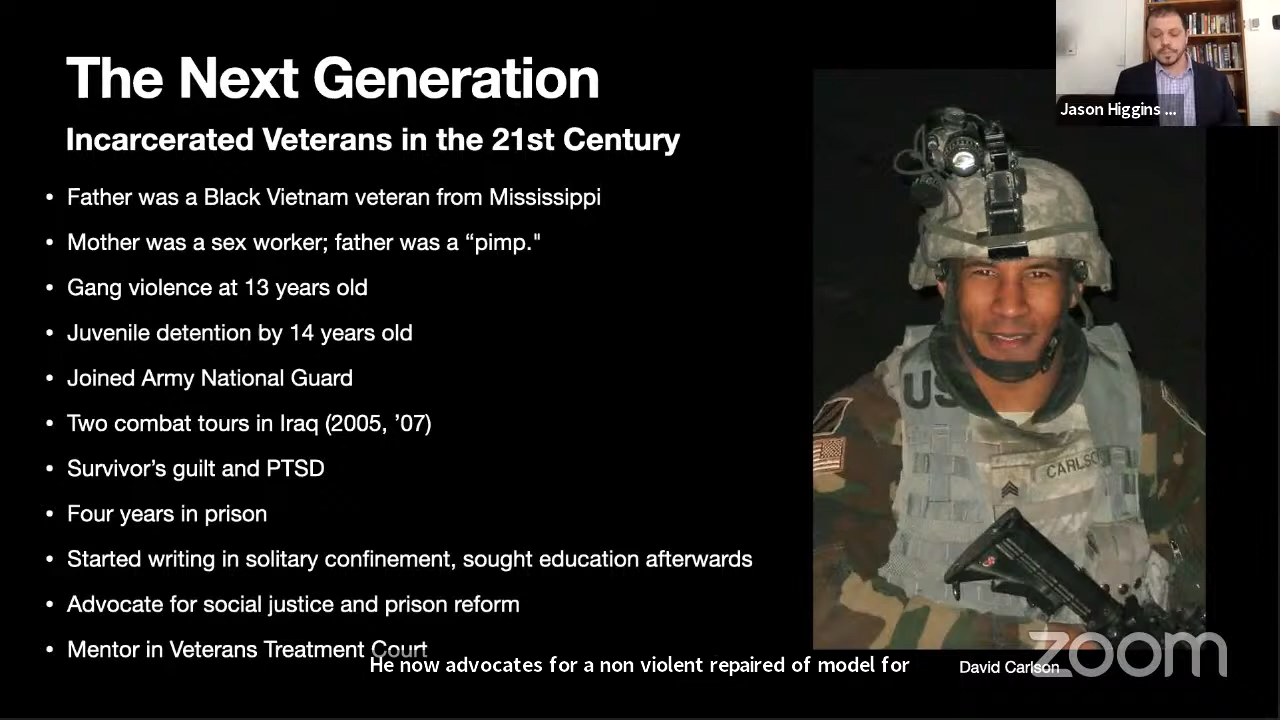 The Next Generation
Incarcerated Veterans in the 21st Century
• Father was a Black Vietnam veteran from Mississippi
• Mother was a sex worker; father was a “pimp."
• Gang violence at 13 years old
• Juvenile detention by 14 years old
• Joined Army National Guard
• Two combat tours in Iraq (2005, ’07)
• Survivor’s guilt and PTSD
• Four years in prison
• Started writing in solitary confinement, sought education afterwards
• Advocate for social justice and prison reform
• Mentor in Veterans Treatment Court
He now advocates for a non violent repaired of model for
Jason Higgins ...
US
CARLSO
David Carlson
zoom